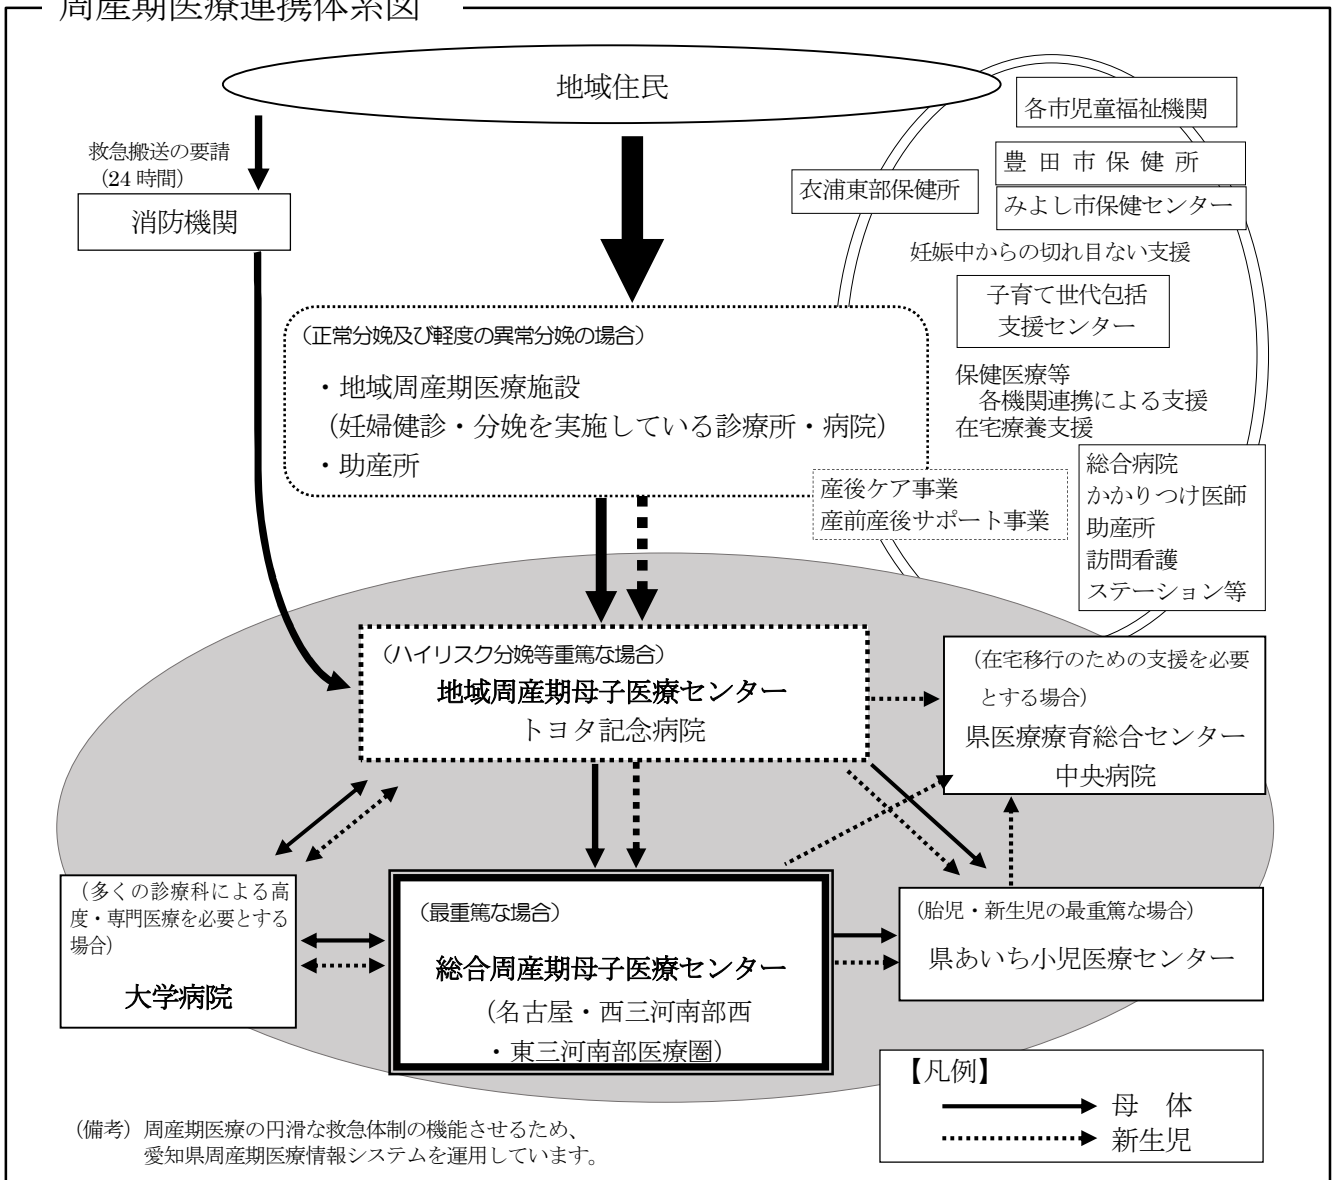 周産期医療連携体系図
地域住民
各市児童福祉機関
救急搬送の要請
(24 時間)
豊田市保健所
衣浦東部保健所
みよし市保健センター
消防機関
妊娠中からの切れ目ない支援
子育て世代包括
支援センター
(正常分娩及び軽度の異常分娩の場合)
・地域周産期医療施設
(妊婦健診・分娩を実施している診療所・病院)
・助産所
保健医療等
各機関連携による支援
在宅療養支援
産後ケア事業
産前産後サポート事業
総合病院
かかりつけ医師
助産所
訪問看護
ステーション等
(ハイリスク分娩等重篤な場合)
地域周産期母子医療センター
トヨタ記念病院
(在宅移行のための支援を必要
とする場合)
県医療療育総合センター
中央病院
(多くの診療科による高
度・専門医療を必要とする
場合)
大学病院
(最重篤な場合)
総合周産期母子医療センター
(名古屋・西三河南部西
・東三河南部医療圏)
(胎児・新生児の最重篤な場合)
県あいち小児医療センター
【凡例】
母 体
新生児
(備考) 周産期医療の円滑な救急体制の機能させるため、
愛知県周産期医療情報システムを運用しています。